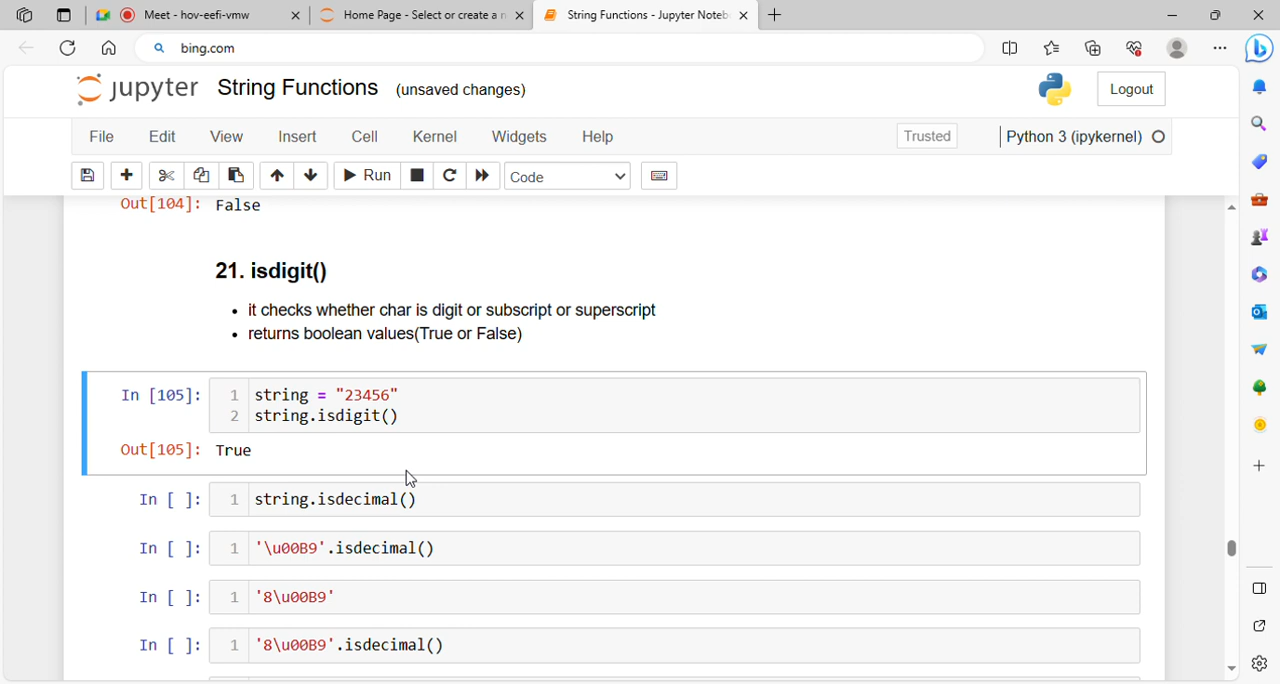 Meet - hov-eefi-vmw
Home Page - Select or create a n
String Functions - Jupyter Noteb
bing.com
jupyter String Functions (unsaved changes)
Logout
File Edit View Insert Cell Kernel Widgets Help
Trusted
Python 3 (ipykernel)
Run
Code
Out[104]: False
21. isdigit()
• it checks whether char is digit or subscript or superscript
• returns boolean values(True or False)
In [105]: 1 string = "23456"
2 string.isdigit()
Out[105]: True
In [ ]: 1 string.isdecimal()
In [ ]: 1 '\u00B9'.isdecimal()
In [ ]: 1 '8\u00B9'
In [ ]: 1 '8\u00B9'.isdecimal()